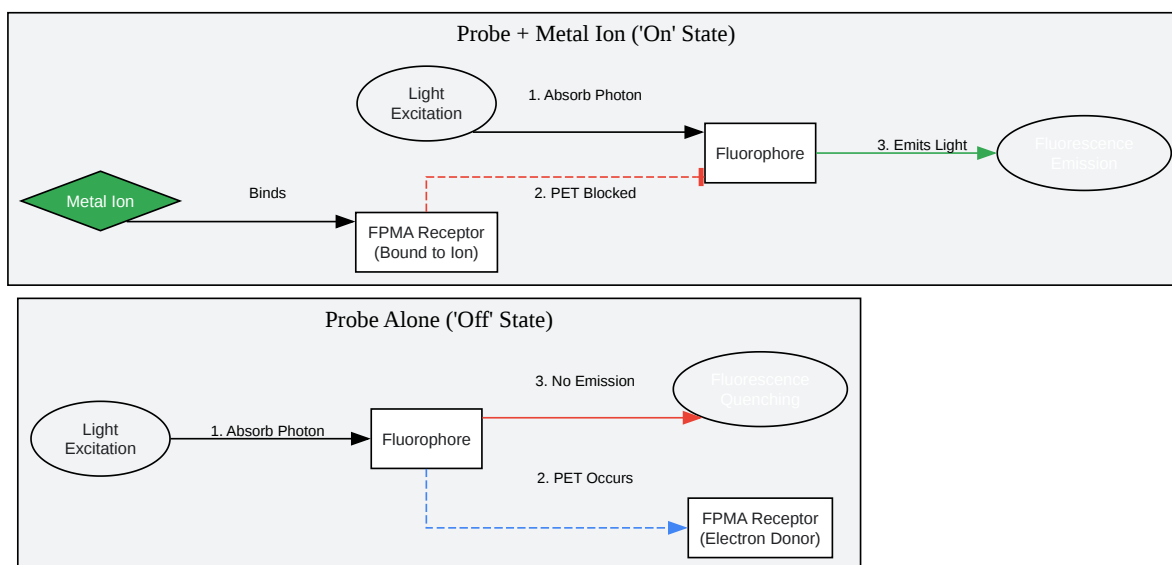 Probe + Metal Ion ('On' State)
Light
Excitation
1. Absorb Photon
Fluorophore
3. Emits Light
Fluorescence
Emission
Metal Ion
Binds
2. PET Blocked
FPMA Receptor
(Bound to Ion)
Probe Alone ('Off' State)
Light
Excitation
1. Absorb Photon
Fluorophore
3. No Emission
Fluorescence
Quenching
2. PET Occurs
FPMA Receptor
(Electron Donor)